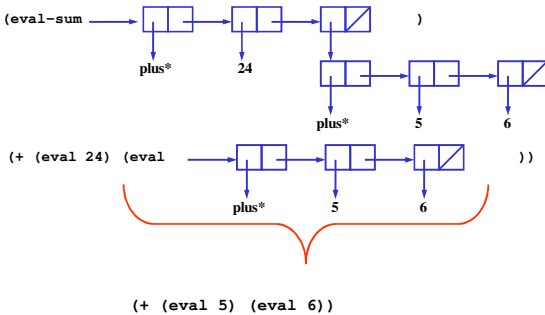 (eval-sum )
plus* 24
plus* 5 6
(+ (eval 24) (eval ))
plus* 5 6
(+ (eval 5) (eval 6))